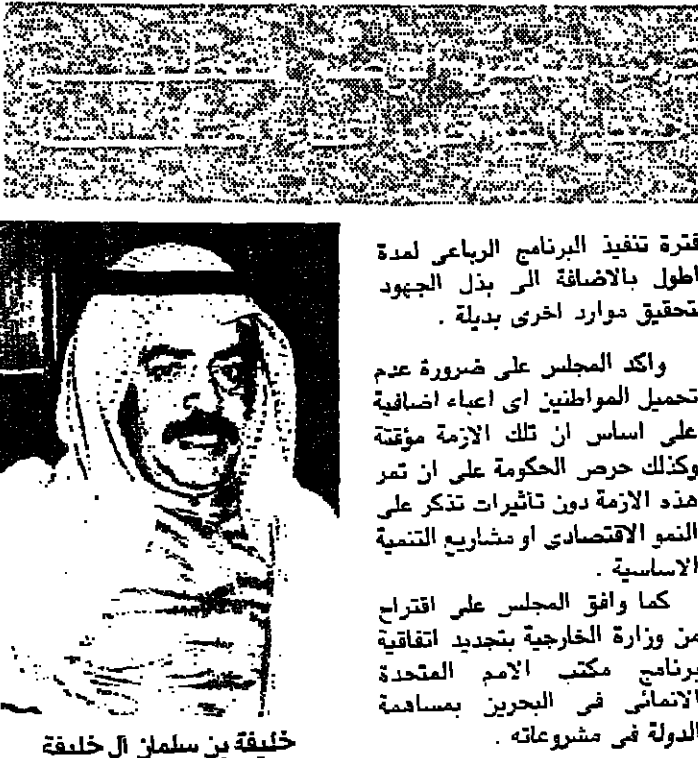 فترة تنفيذ البرنامج الرباعى لمدة
اطول بالاضافة الى بذل الجهود
لتحقيق موارد اخرى بديلة .
واكد المجلس على ضرورة عدم
تحميل المواطنين اى اعباء اضافية
على اساس ان تلك الازمة مؤقتة
وكذلك حرص الحكومة على ان تمر
هذه الازمة دون تاثيرات تذكر على
النمو الاقتصادى او مشاريع التنمية
الاساسية .
كما وافق المجلس على اقتراح
من وزارة الخارجية بتجديد اتفاقية
برنامج مكتب الامم المتحدة
الانمائى فى البحرين بمساهمة
الدولة فى مشروعاته .
خليفة بن سلمان آل خليفة